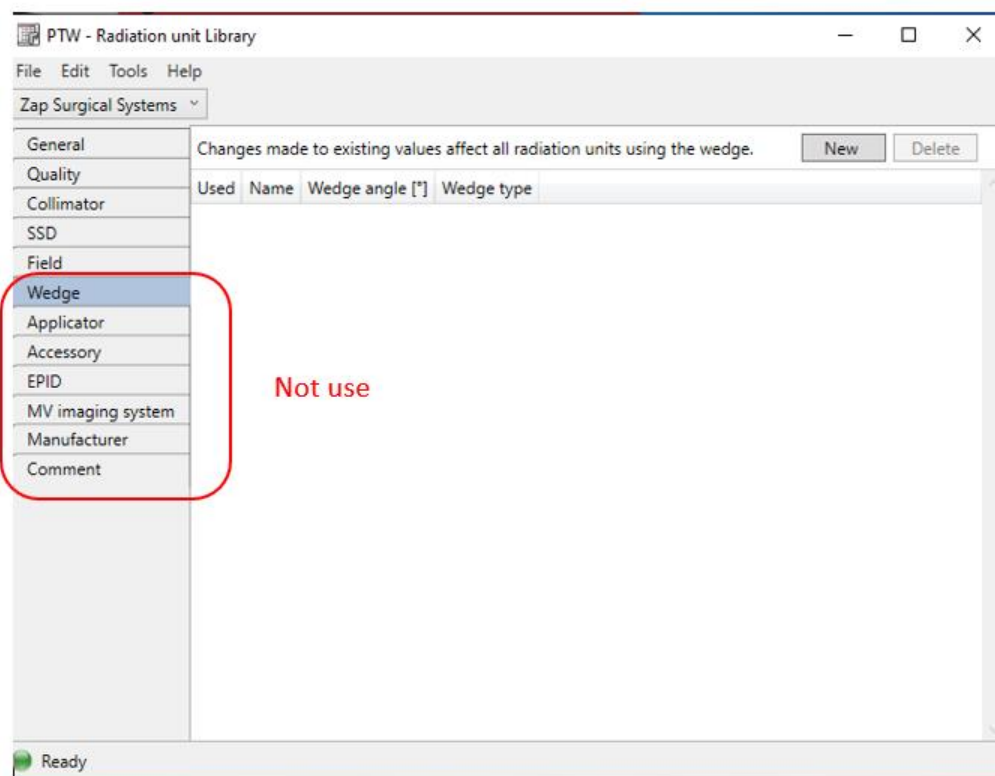 PTW - Radiation unit Library
File Edit Tools Help
Zap Surgical Systems
General
Quality
Collimator
SSD
Field
Wedge
Applicator
Accessory
EPID
MV imaging system
Manufacturer
Comment
Changes made to existing values affect all radiation units using the wedge. New Delete
Used Name Wedge angle [°] Wedge type
Not use
Ready